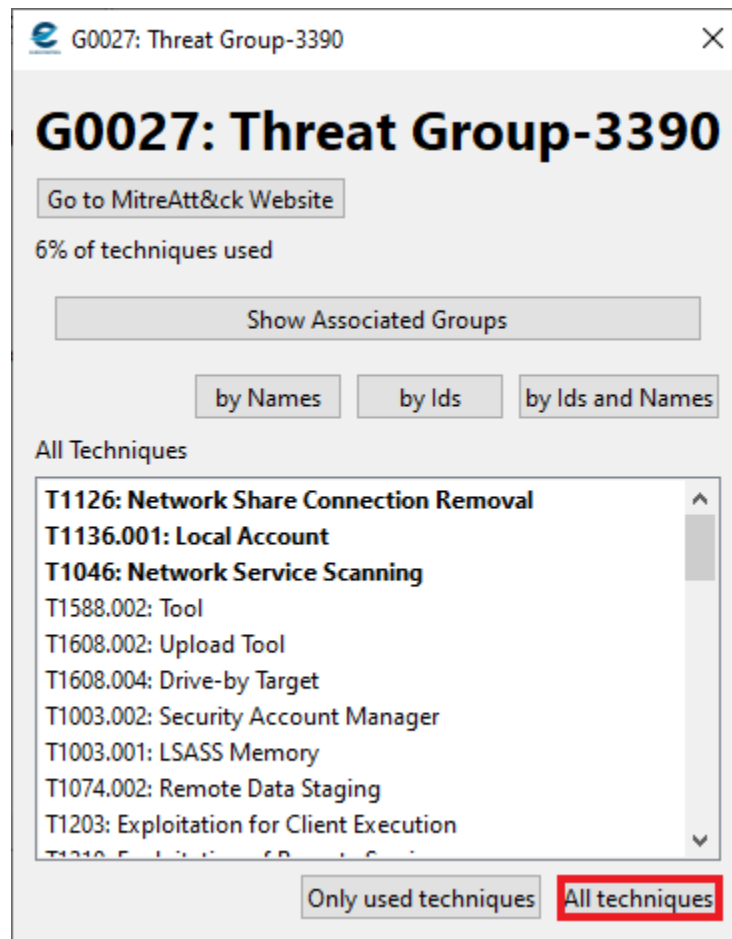 G0027: Threat Group-3390
G0027: Threat Group-3390
Go to MitreAtt&ck Website
6% of techniques used
Show Associated Groups
by Names by Ids by Ids and Names
All Techniques
T1126: Network Share Connection Removal
T1136.001: Local Account
T1046: Network Service Scanning
T1588.002: Tool
T1608.002: Upload Tool
T1608.004: Drive-by Target
T1003.002: Security Account Manager
T1003.001: LSASS Memory
T1074.002: Remote Data Staging
T1203: Exploitation for Client Execution
Only used techniques All techniques